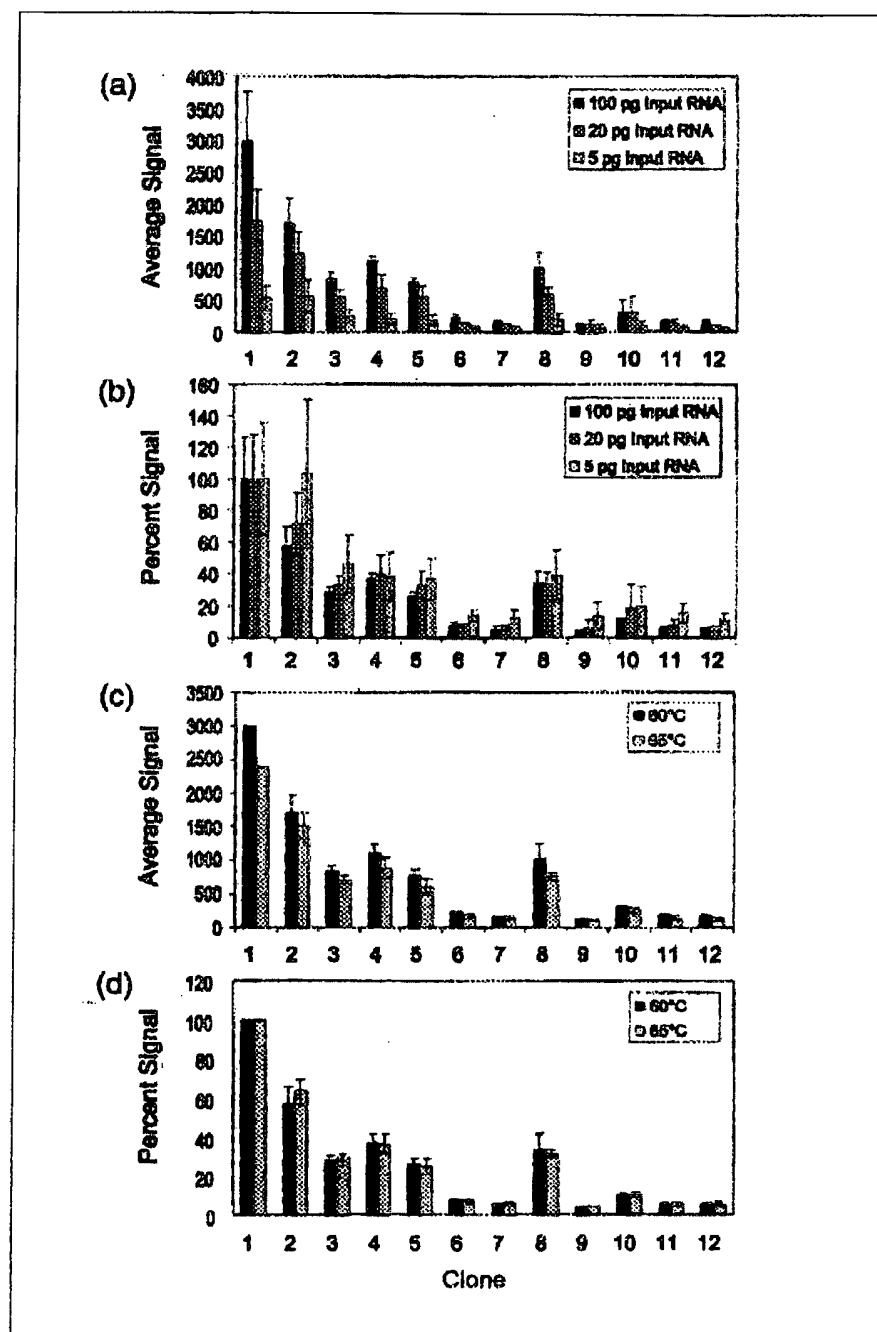 (a)
Average Signal
4000
3500
3000
2500
2000
1500
1000
500
0
100 pg Input RNA
20 pg Input RNA
5 pg Input RNA
1 2 3 4 5 6 7 8 9 10 11 12
(b)
Percent Signal
160
140
120
100
80
60
40
20
0
100 pg Input RNA
20 pg Input RNA
5 pg Input RNA
1 2 3 4 5 6 7 8 9 10 11 12
(c)
Average Signal
3500
3000
2500
2000
1500
1000
500
0
60°C
65°C
1 2 3 4 5 6 7 8 9 10 11 12
(d)
Percent Signal
120
100
80
60
40
20
0
60°C
65°C
1 2 3 4 5 6 7 8 9 10 11 12
Clone